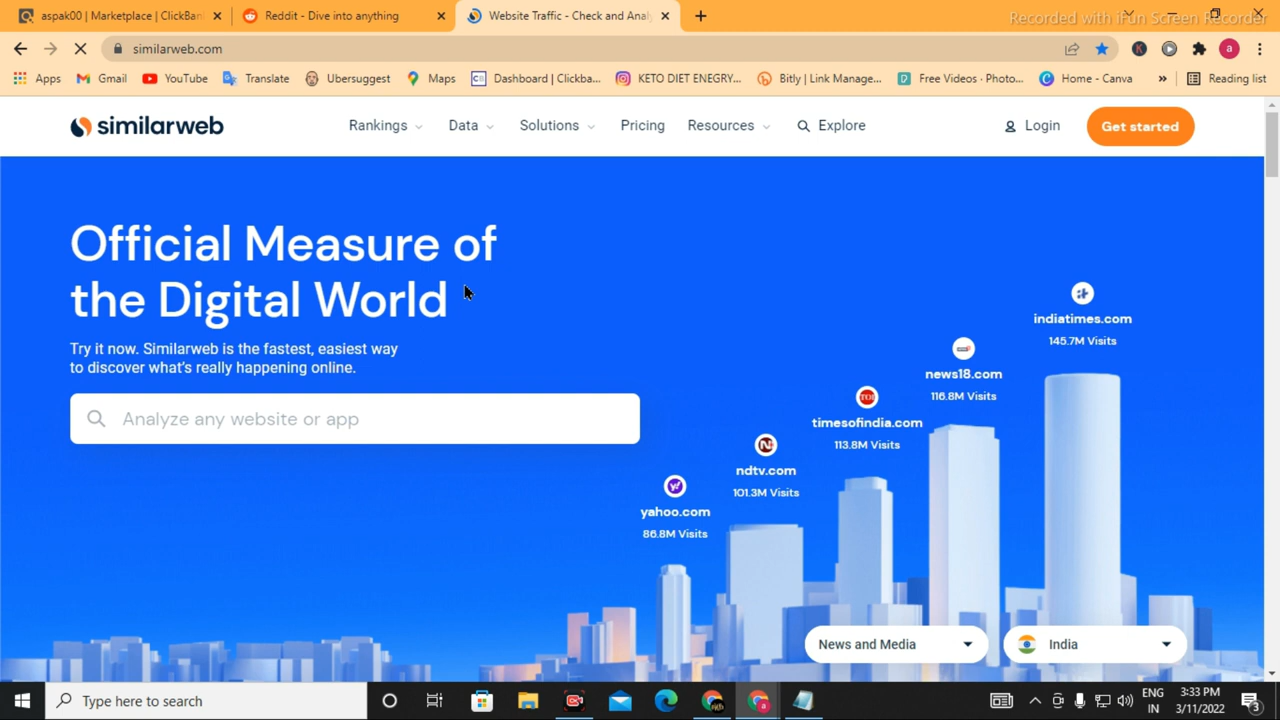 aspak00 | Marketplace | ClickBan
Reddit - Dive into anything
Website Traffic - Check and Analy
Recorded with iFun Screen Recorder
similarweb.com
Apps
Gmail
YouTube
Translate
Ubersuggest
Maps
Dashboard | Clickba...
KETO DIET ENEGRY...
Bitly | Link Manage...
Free Videos · Photo...
Home - Canva
Reading list
similarweb
Rankings
Data
Solutions
Pricing
Resources
Explore
Login
Get started
Official Measure of
the Digital World
Try it now. Similarweb is the fastest, easiest way
to discover what's really happening online.
Analyze any website or app
indiatimes.com
145.7M Visits
news18.com
116.8M Visits
timesofindia.com
113.8M Visits
ndtv.com
101.3M Visits
yahoo.com
86.8M Visits
News and Media
India
Type here to search
ENG
IN
3:33 PM
3/11/2022
3